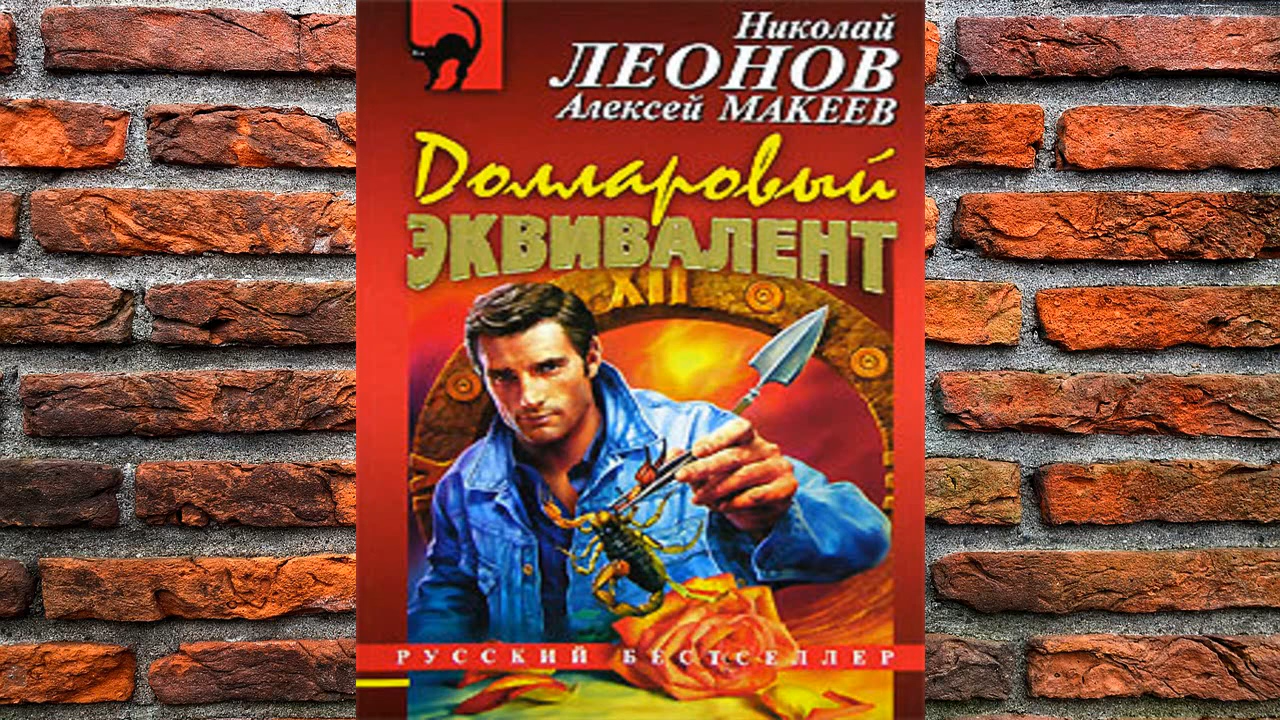 Николай
ЛЕОНОВ
Алексей МАКЕЕВ
Долларовый
ЭКВИВАЛЕНТ
XII
РУССКИЙ БЕСТСЕЛЛЕР